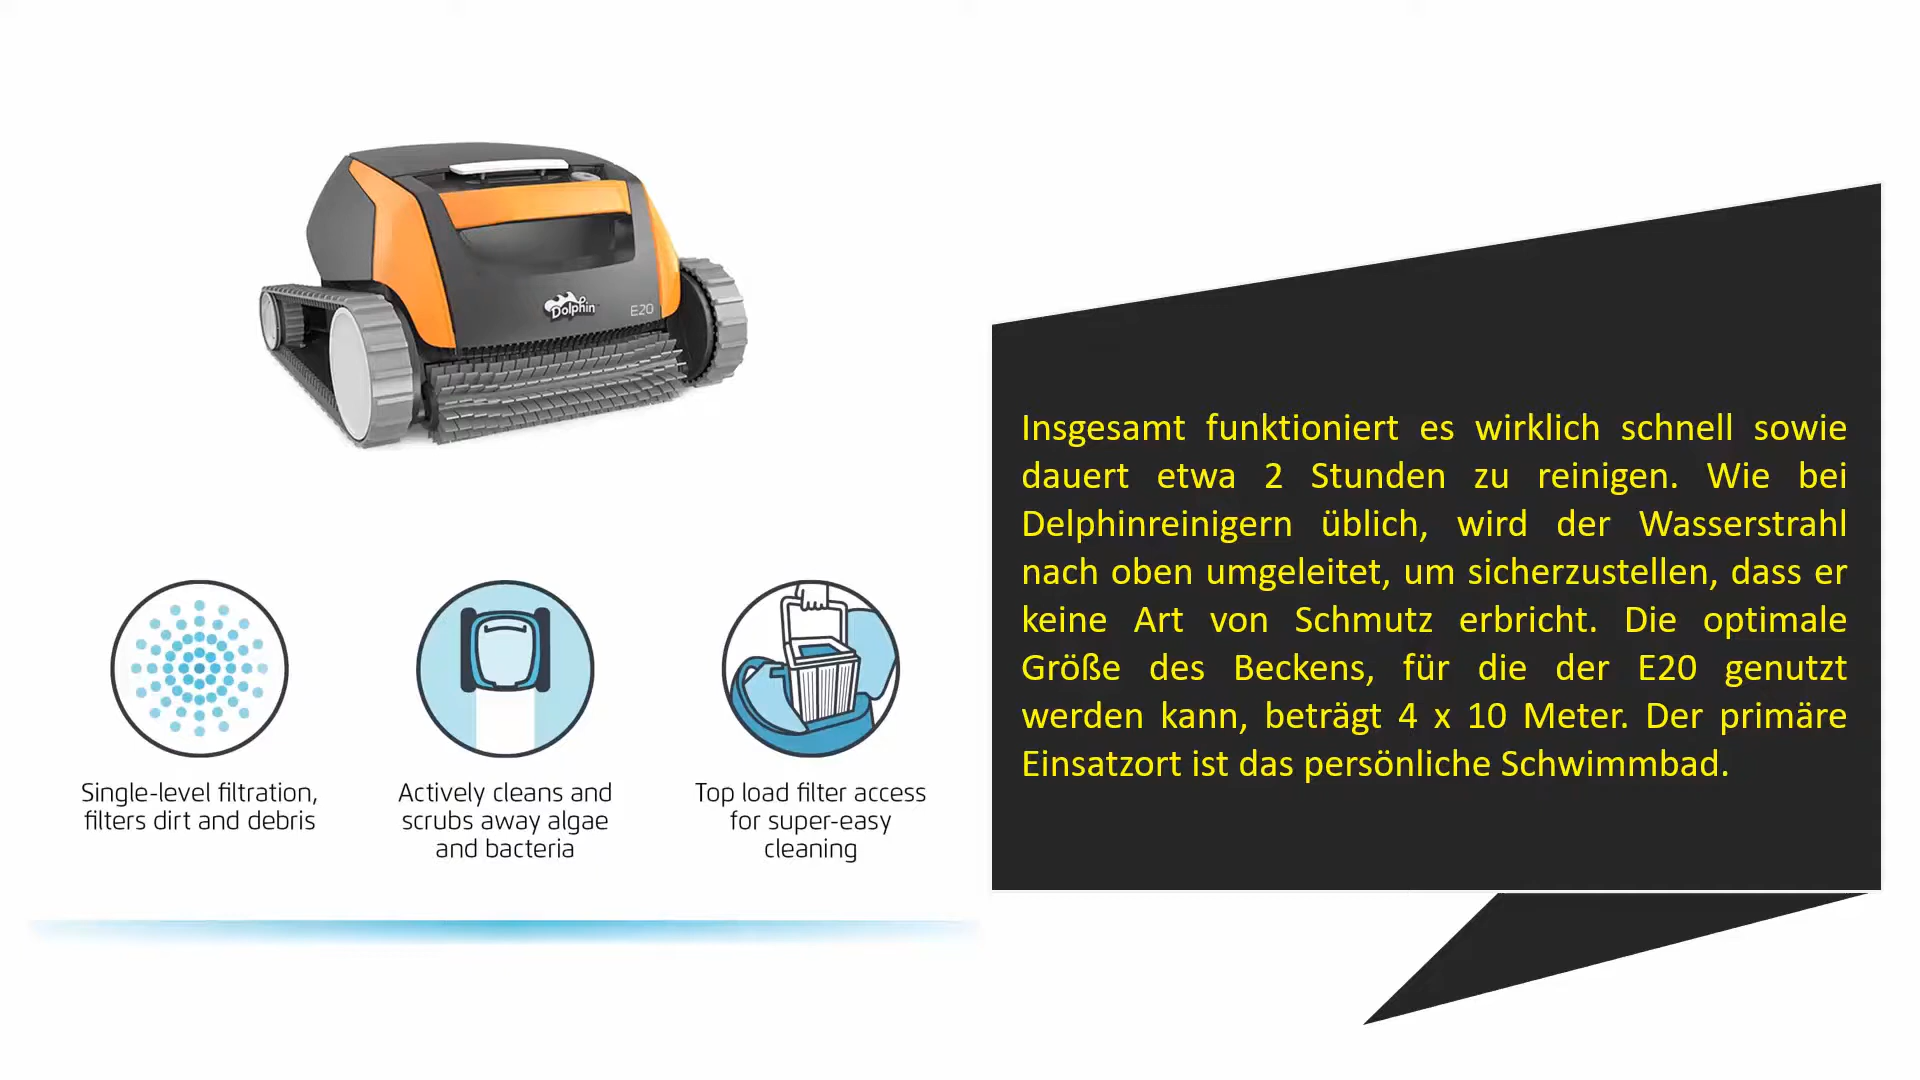 Dolphin
E20
Single-level filtration,
filters dirt and debris
Actively cleans and
scrubs away algae
and bacteria
Top load filter access
for super-easy
cleaning
Insgesamt funktioniert es wirklich schnell sowie
dauert etwa 2 Stunden zu reinigen. Wie bei
Delphinreinigern üblich, wird der Wasserstrahl
nach oben umgeleitet, um sicherzustellen, dass er
keine Art von Schmutz erbricht. Die optimale
Größe des Beckens, für die der E20 genutzt
werden kann, beträgt 4 x 10 Meter. Der primäre
Einsatzort ist das persönliche Schwimmbad.